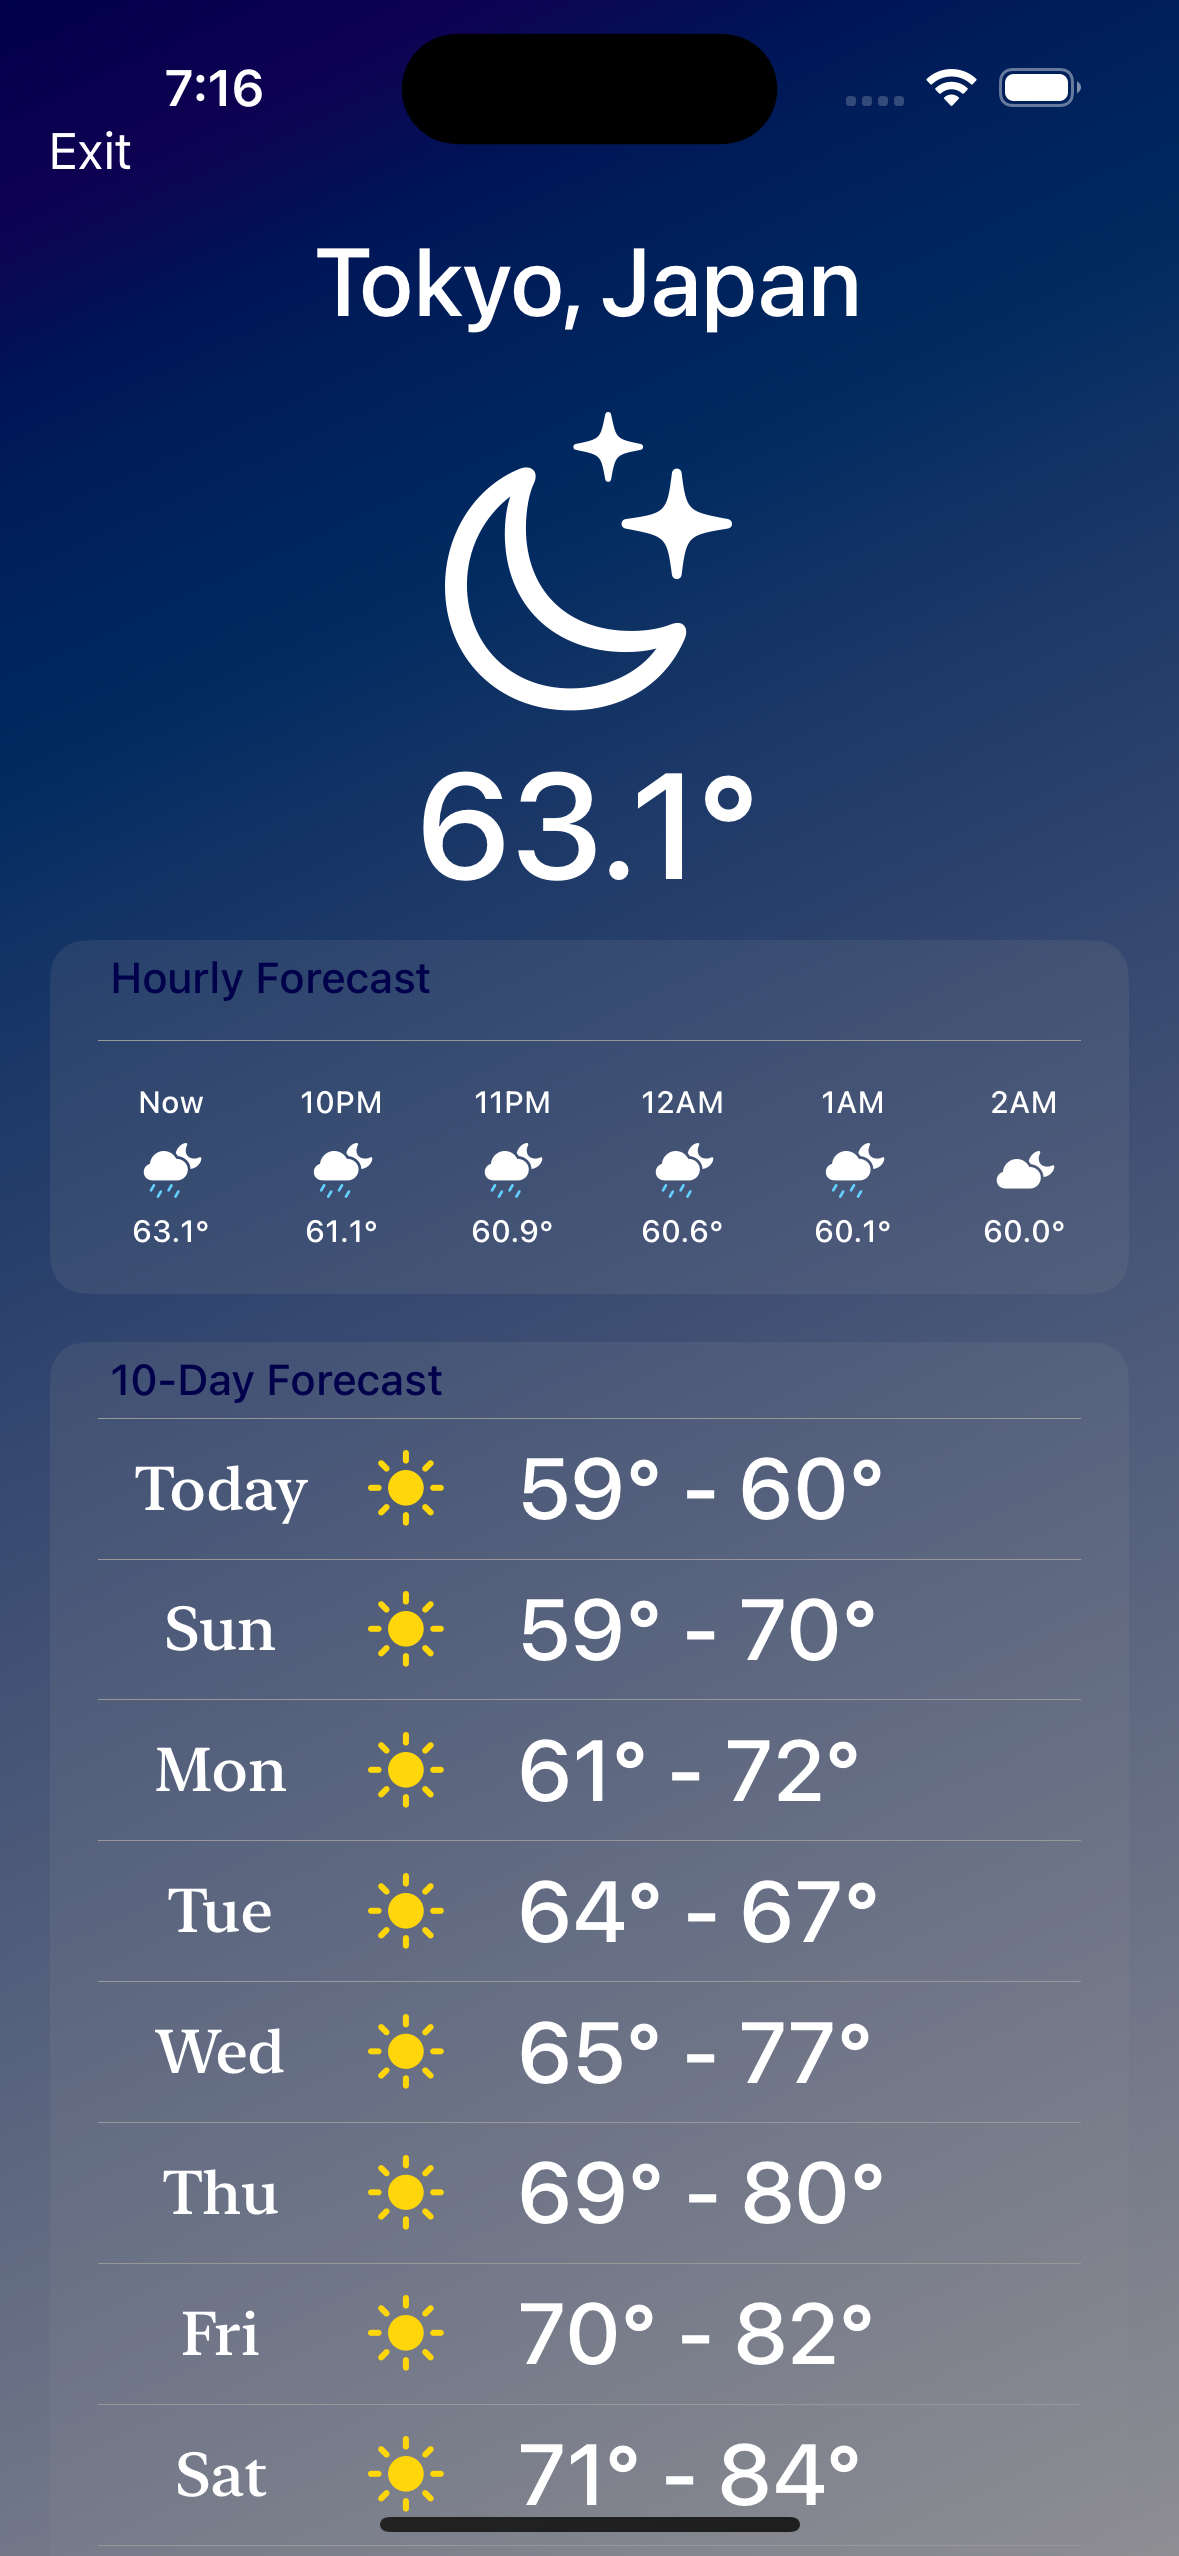 7:16
Exit
Tokyo, Japan
63.1°
Hourly Forecast
Now 10PM 11PM 12AM 1AM 2AM
63.1° 61.1° 60.9° 60.6° 60.1° 60.0°
10-Day Forecast
Today 59° - 60°
Sun 59° - 70°
Mon 61° - 72°
Tue 64° - 67°
Wed 65° - 77°
Thu 69° - 80°
Fri 70° - 82°
Sat 71° - 84°